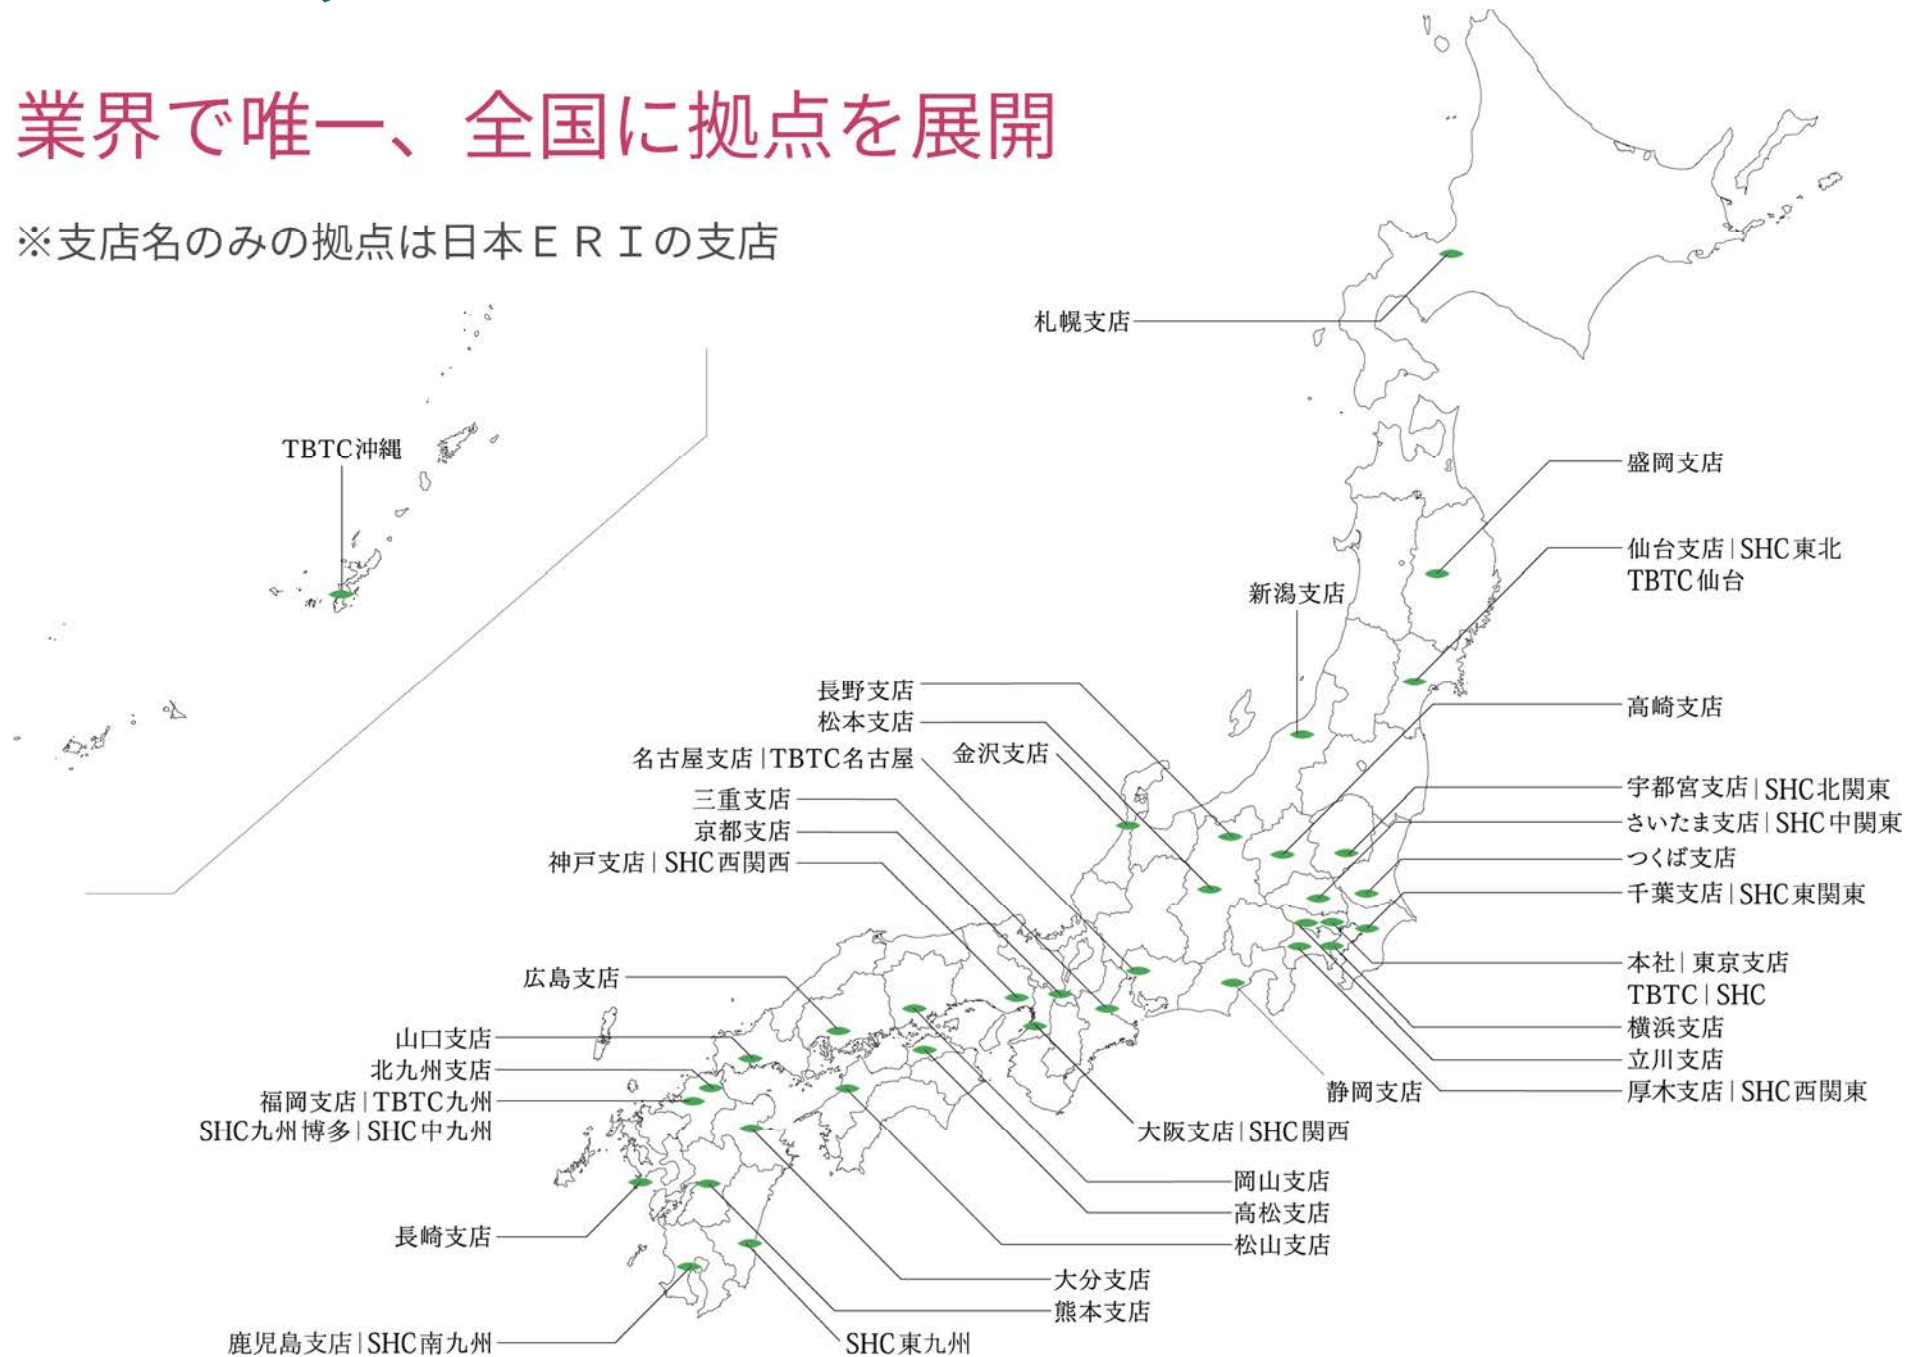 業界で唯一、全国に拠点を展開
※支店名のみの拠点は日本ＥＲＩの支店
札幌支店
TBTC沖縄
盛岡支店
仙台支店｜SHC東北
TBTC仙台
新潟支店
長野支店
松本支店
名古屋支店｜TBTC名古屋
金沢支店
高崎支店
三重支店
京都支店
神戸支店｜SHC西関西
宇都宮支店｜SHC北関東
さいたま支店｜SHC中関東
つくば支店
千葉支店｜SHC東関東
本社｜東京支店
TBTC｜SHC
横浜支店
立川支店
厚木支店｜SHC西関東
静岡支店
広島支店
山口支店
北九州支店
福岡支店｜TBTC九州
SHC九州博多｜SHC中九州
大阪支店｜SHC関西
岡山支店
高松支店
松山支店
長崎支店
大分支店
熊本支店
鹿児島支店｜SHC南九州
SHC東九州